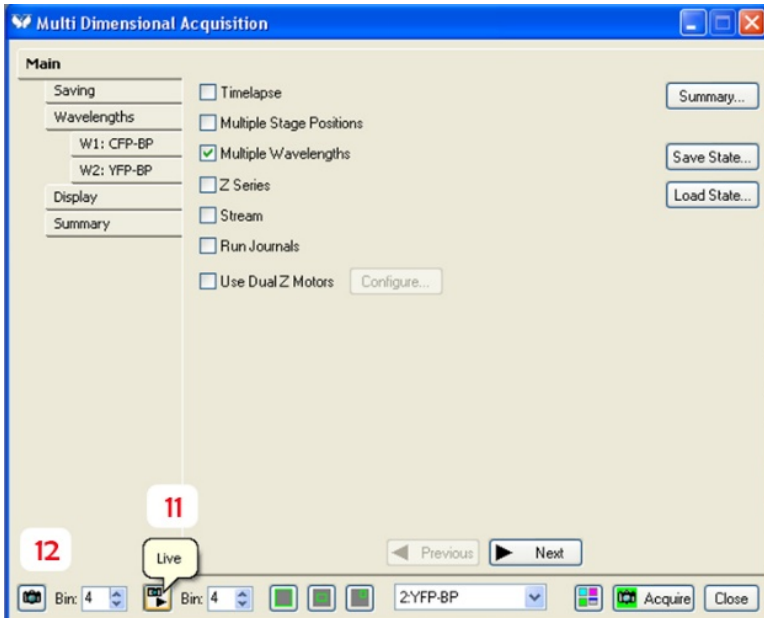 Multi Dimensional Acquisition
Main
Saving
Wavelengths
W1: CFP-BP
W2: YFP-BP
Display
Summary
Timelapse
Multiple Stage Positions
Multiple Wavelengths
Z Series
Stream
Run Journals
Use Dual Z Motors Configure...
Summary...
Save State...
Load State...
11
12
Live
Previous Next
Bin: 4 Bin: 4 2:YFP-BP Acquire Close